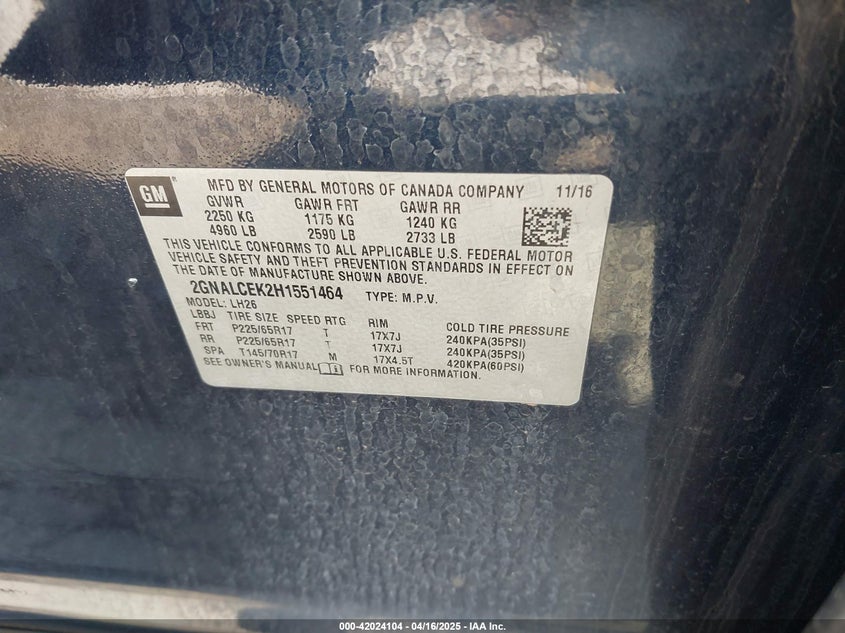 GM
MFD BY GENERAL MOTORS OF CANADA COMPANY 11/16
GVWR GAWR FRT GAWR RR
2250 KG 1175 KG 1240 KG
4960 LB 2590 LB 2733 LB
THIS VEHICLE CONFORMS TO ALL APPLICABLE U.S. FEDERAL MOTOR
VEHICLE SAFETY AND THEFT PREVENTION STANDARDS IN EFFECT ON
THE DATE OF MANUFACTURE SHOWN ABOVE.
2GNALCEK2H1551464 TYPE: M.P.V.
MODEL: LH26
LBBJ TIRE SIZE SPEED RTG RIM COLD TIRE PRESSURE
FRT P225/65R17 T 17X7J 240KPA(35PSI)
RR P225/65R17 T 17X7J 240KPA(35PSI)
SPA T145/70R17 M 17X4.5T 420KPA(60PSI)
SEE OWNER'S MANUAL FOR MORE INFORMATION.
000-42024104 - 04/16/2025 - IAA Inc.